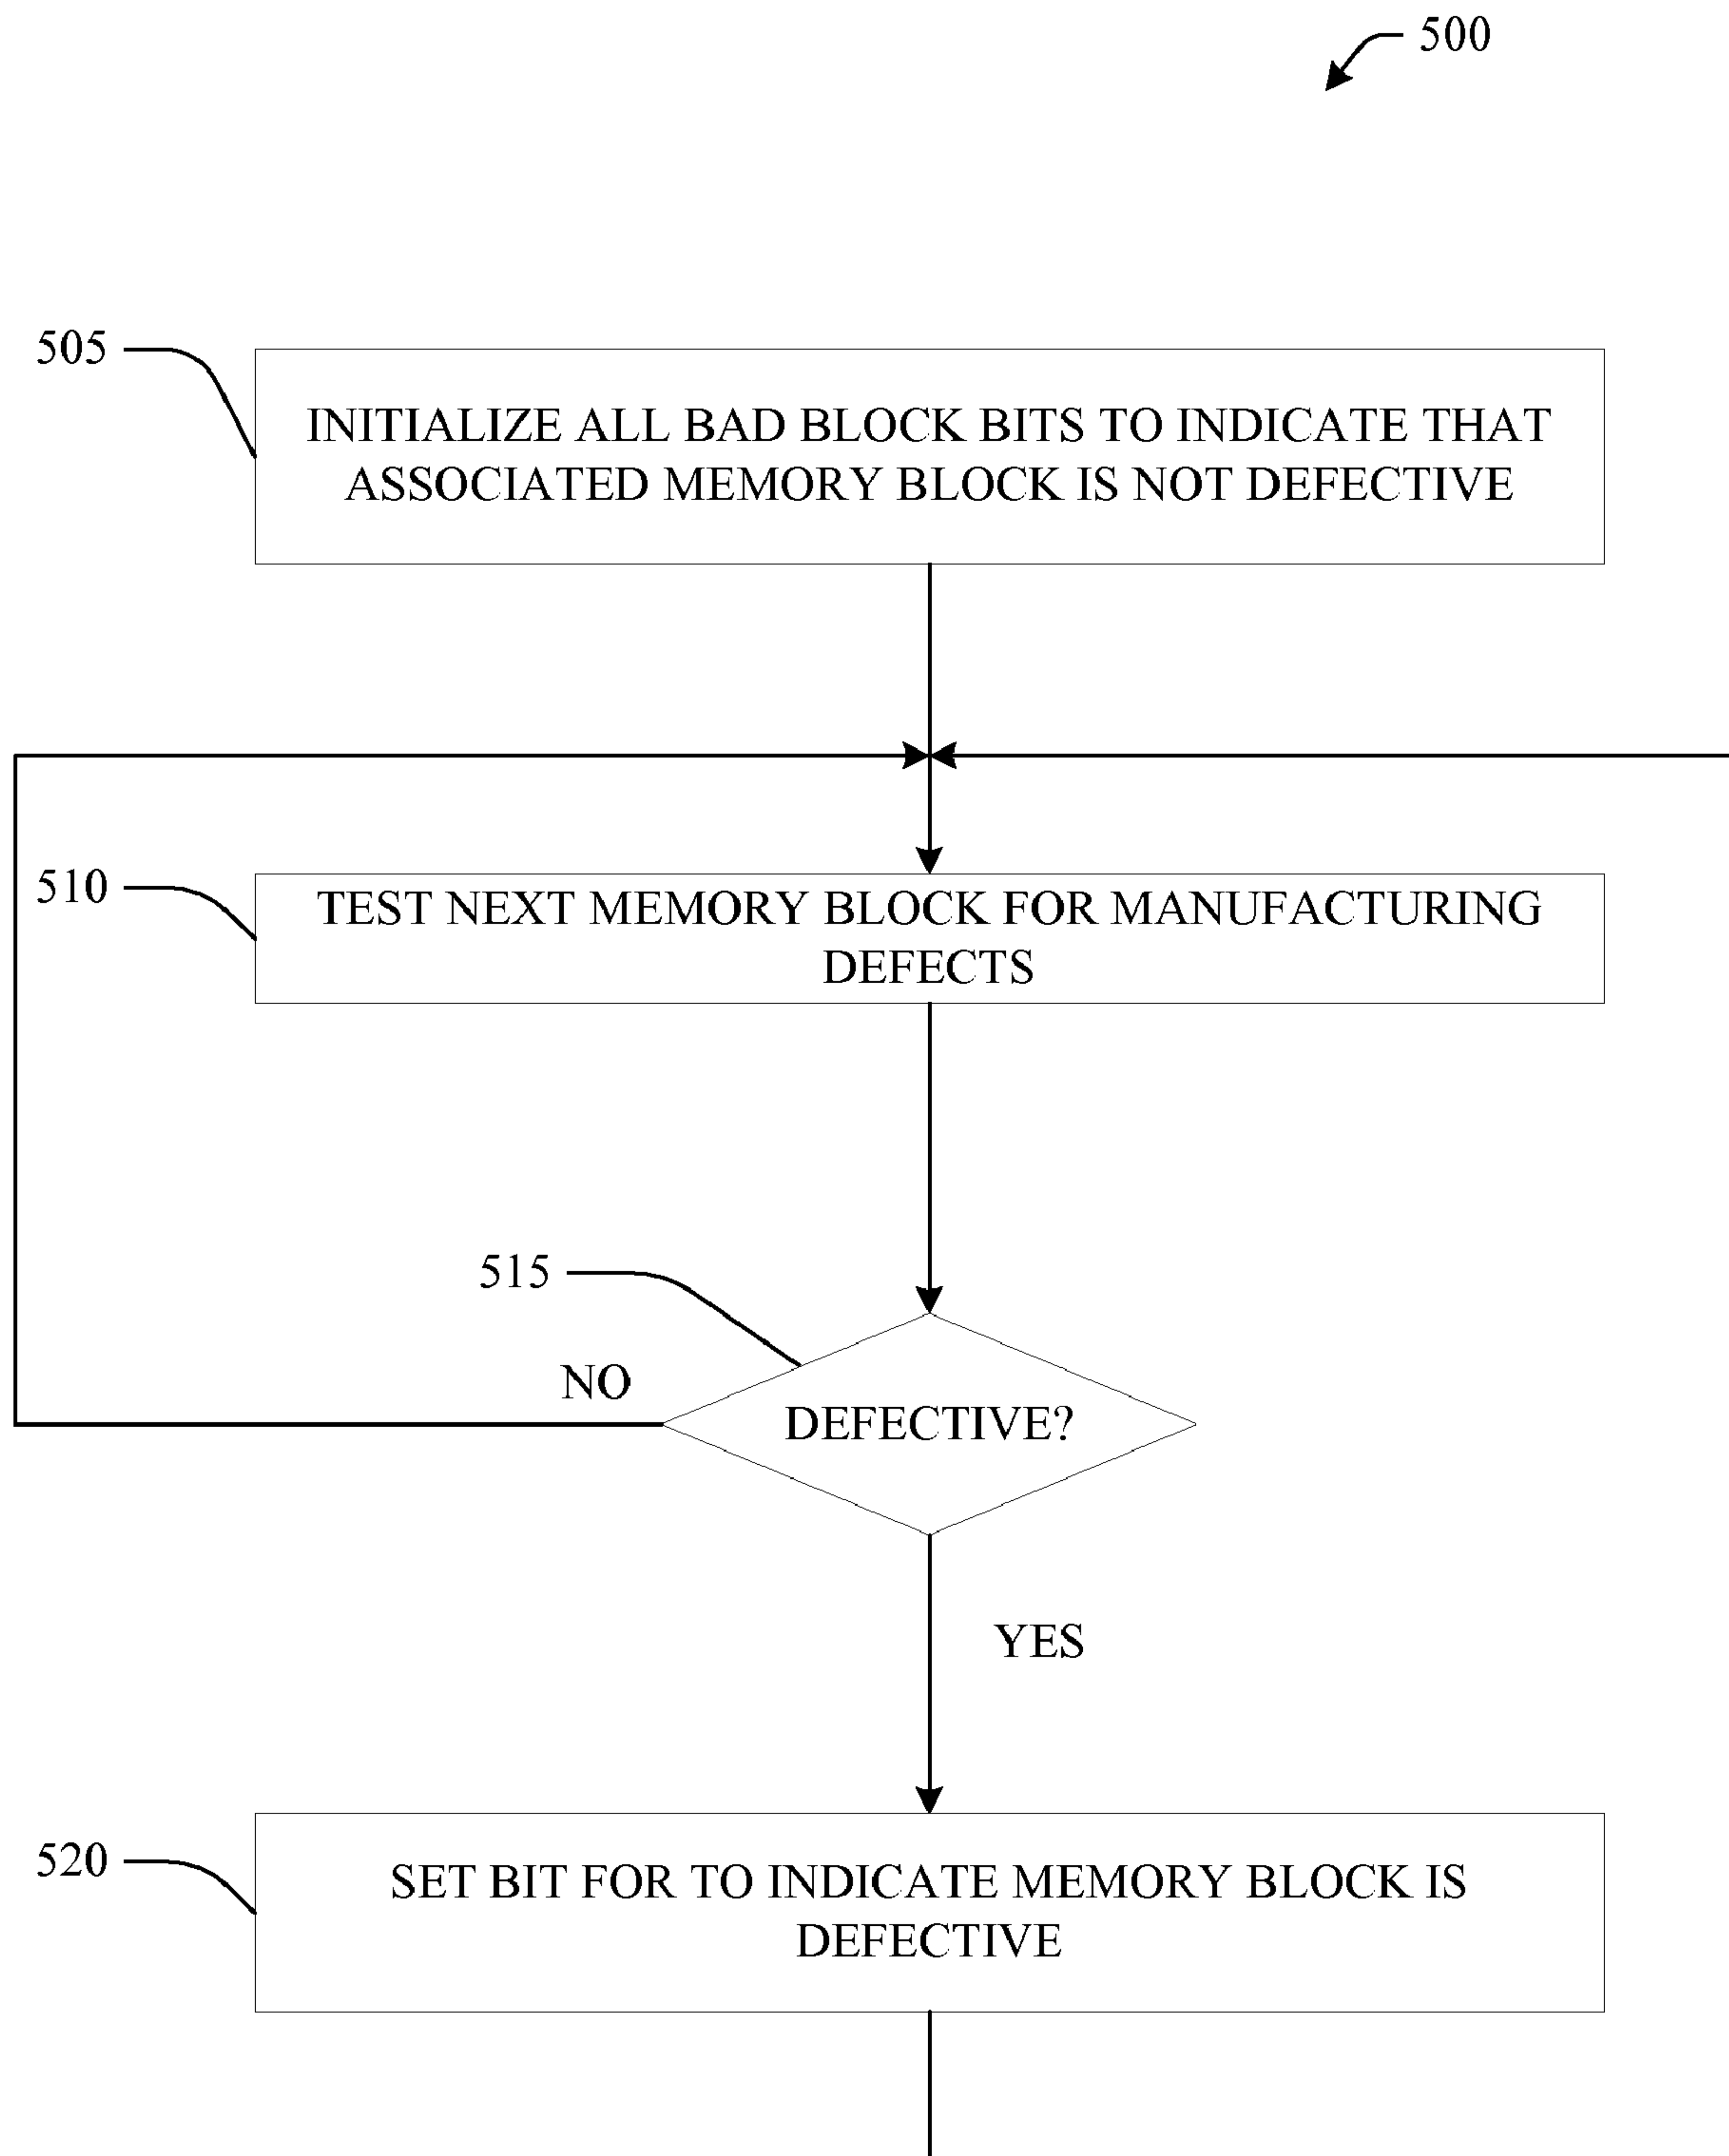 500
505
INITIALIZE ALL BAD BLOCK BITS TO INDICATE THAT
ASSOCIATED MEMORY BLOCK IS NOT DEFECTIVE
510
TEST NEXT MEMORY BLOCK FOR MANUFACTURING
DEFECTS
515
NO
DEFECTIVE?
YES
520
SET BIT FOR TO INDICATE MEMORY BLOCK IS
DEFECTIVE